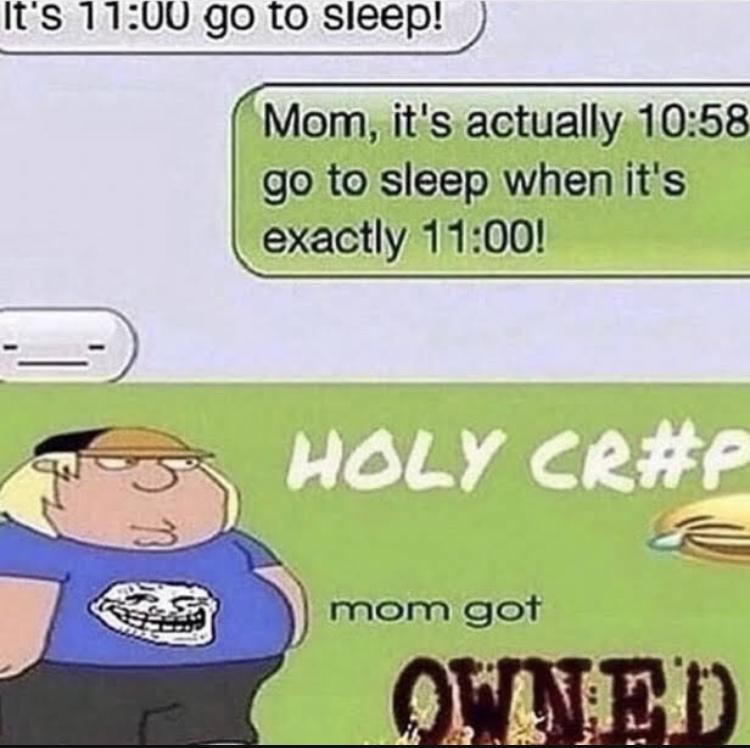 It's 11:00 go to sleep!
Mom, it's actually 10:58
go to sleep when it's
exactly 11:00!
-__-
HOLY CR#P
mom got
OWNED